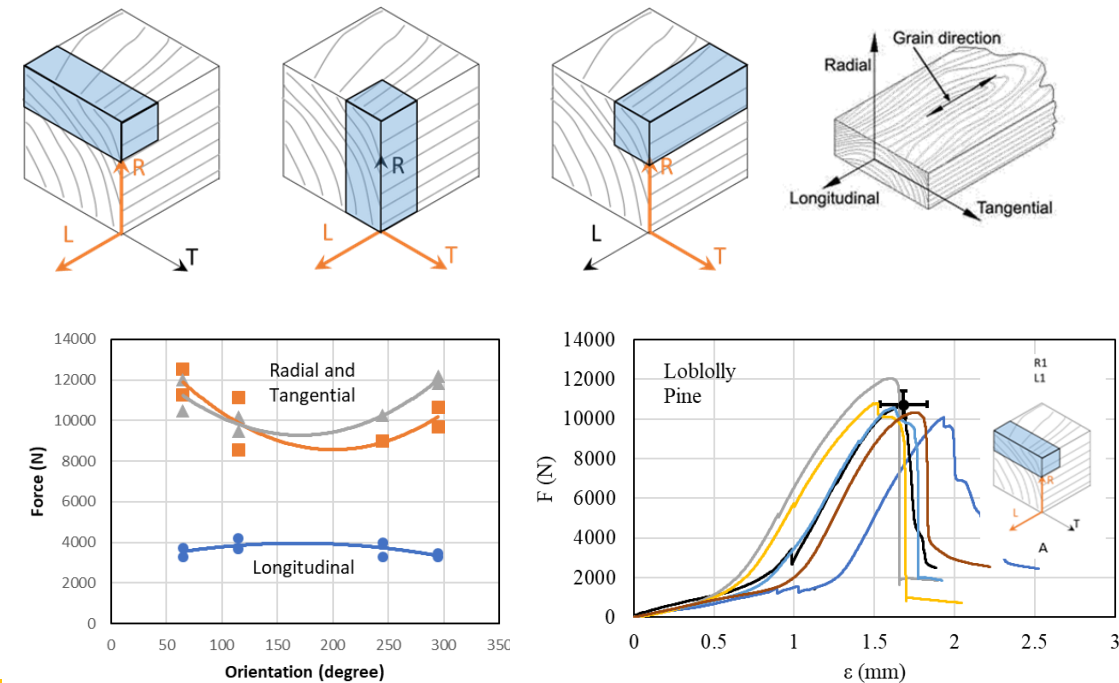 R
L
T
R
L
T
R
L
T
Grain direction
Radial
Longitudinal
Tangential
14000
12000
10000
8000
6000
4000
2000
0
Force (N)
Radial and
Tangential
Longitudinal
0
50
100
150
200
250
300
350
Orientation (degree)
14000
12000
10000
8000
6000
4000
2000
0
F (N)
Loblolly
Pine
R1
L1
R
L
T
A
0
0.5
1
1.5
2
2.5
3
ε (mm)